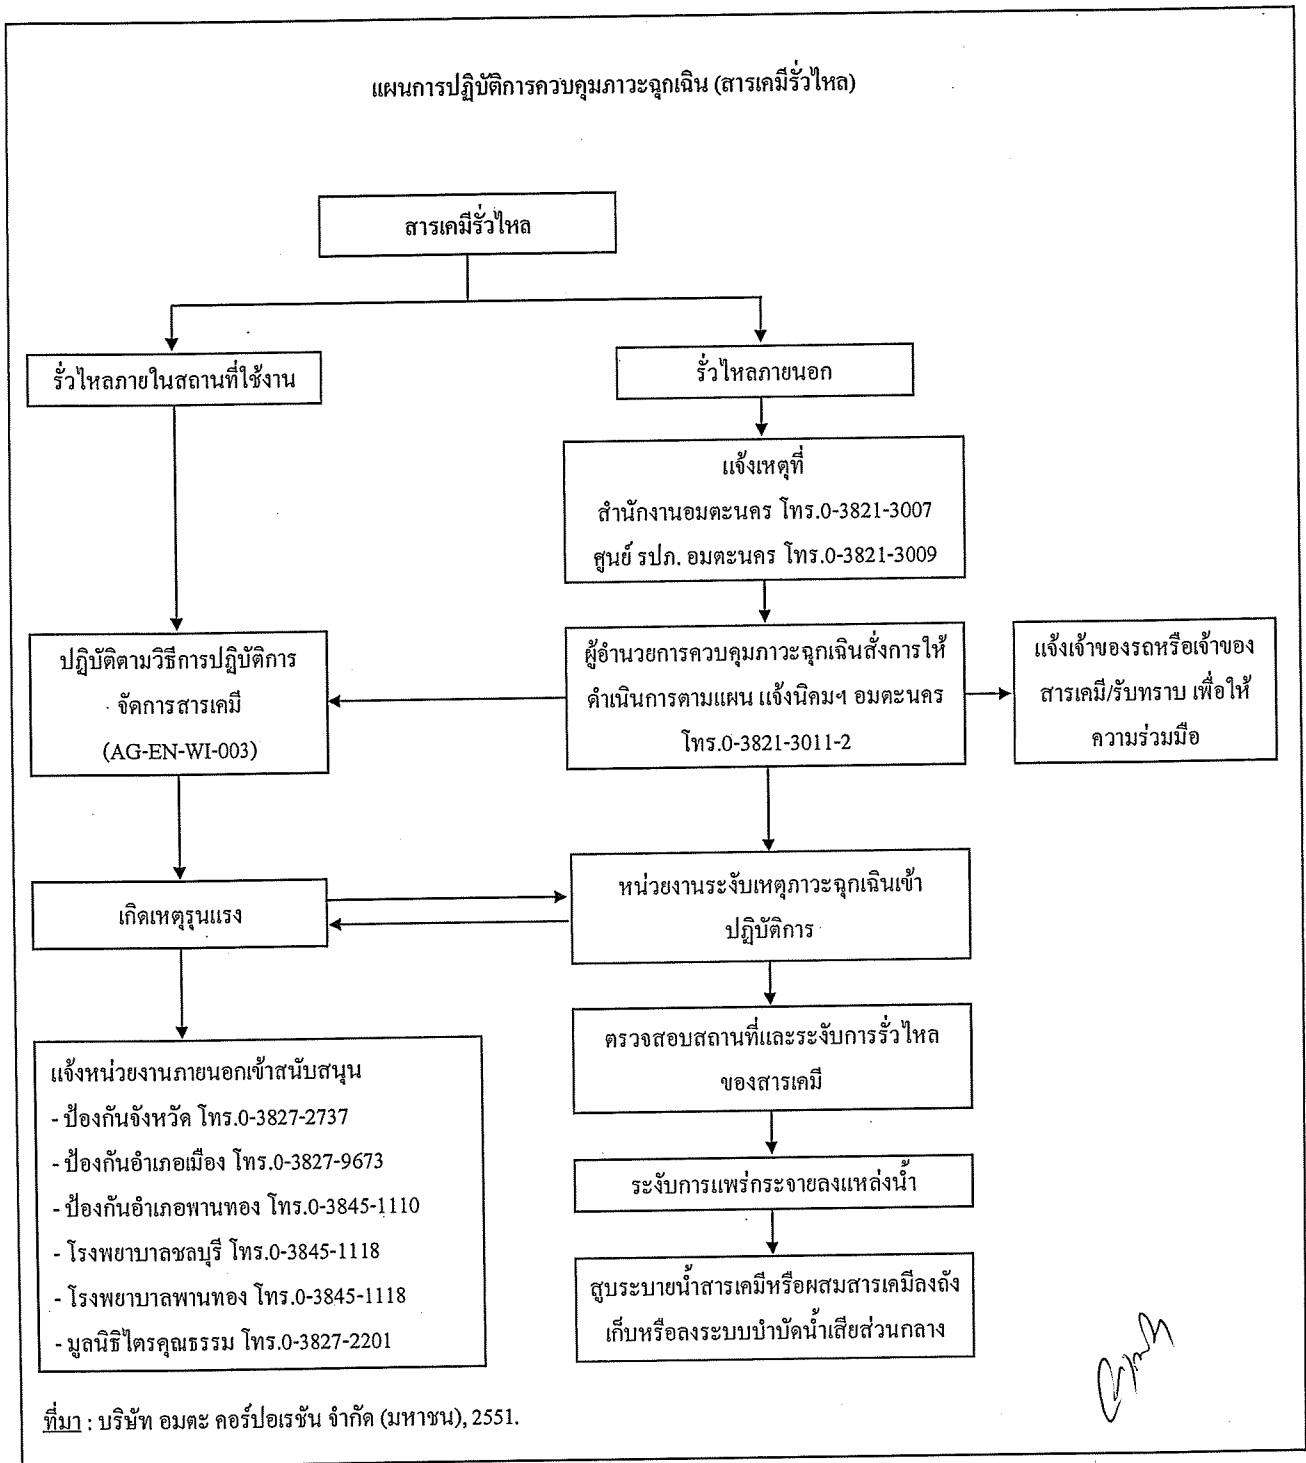 แผนการปฏิบัติการควบคุมภาวะฉุกเฉิน (สารเคมีรั่วไหล)
สารเคมีรั่วไหล
รั่วไหลภายในสถานที่ใช้งาน
รั่วไหลภายนอก
แจ้งเหตุที่
สำนักงานอมตะนคร โทร.0-3821-3007
ศูนย์ รปภ. อมตะนคร โทร.0-3821-3009
ปฏิบัติตามวิธีการปฏิบัติการ
จัดการสารเคมี
(AG-EN-WI-003)
ผู้อำนวยการควบคุมภาวะฉุกเฉินสั่งการให้
ดำเนินการตามแผน แจ้งนิคมฯ อมตะนคร
โทร.0-3821-3011-2
แจ้งเจ้าของรถหรือเจ้าของ
สารเคมี/รับทราบ เพื่อให้
ความร่วมมือ
เกิดเหตุรุนแรง
หน่วยงานระงับเหตุภาวะฉุกเฉินเข้า
ปฏิบัติการ
ตรวจสอบสถานที่และระงับการรั่วไหล
ของสารเคมี
ระงับการแพร่กระจายลงแหล่งน้ำ
สูบระบายน้ำสารเคมีหรือผสมสารเคมีลงถัง
เก็บหรือลงระบบบำบัดน้ำเสียส่วนกลาง
แจ้งหน่วยงานภายนอกเข้าสนับสนุน
- ป้องกันจังหวัด โทร.0-3827-2737
- ป้องกันอำเภอเมือง โทร.0-3827-9673
- ป้องกันอำเภอพานทอง โทร.0-3845-1110
- โรงพยาบาลชลบุรี โทร.0-3845-1118
- โรงพยาบาลพานทอง โทร.0-3845-1118
- มูลนิธิไตรคุณธรรม โทร.0-3827-2201
ที่มา : บริษัท อมตะ คอร์ปอเรชัน จำกัด (มหาชน), 2551.